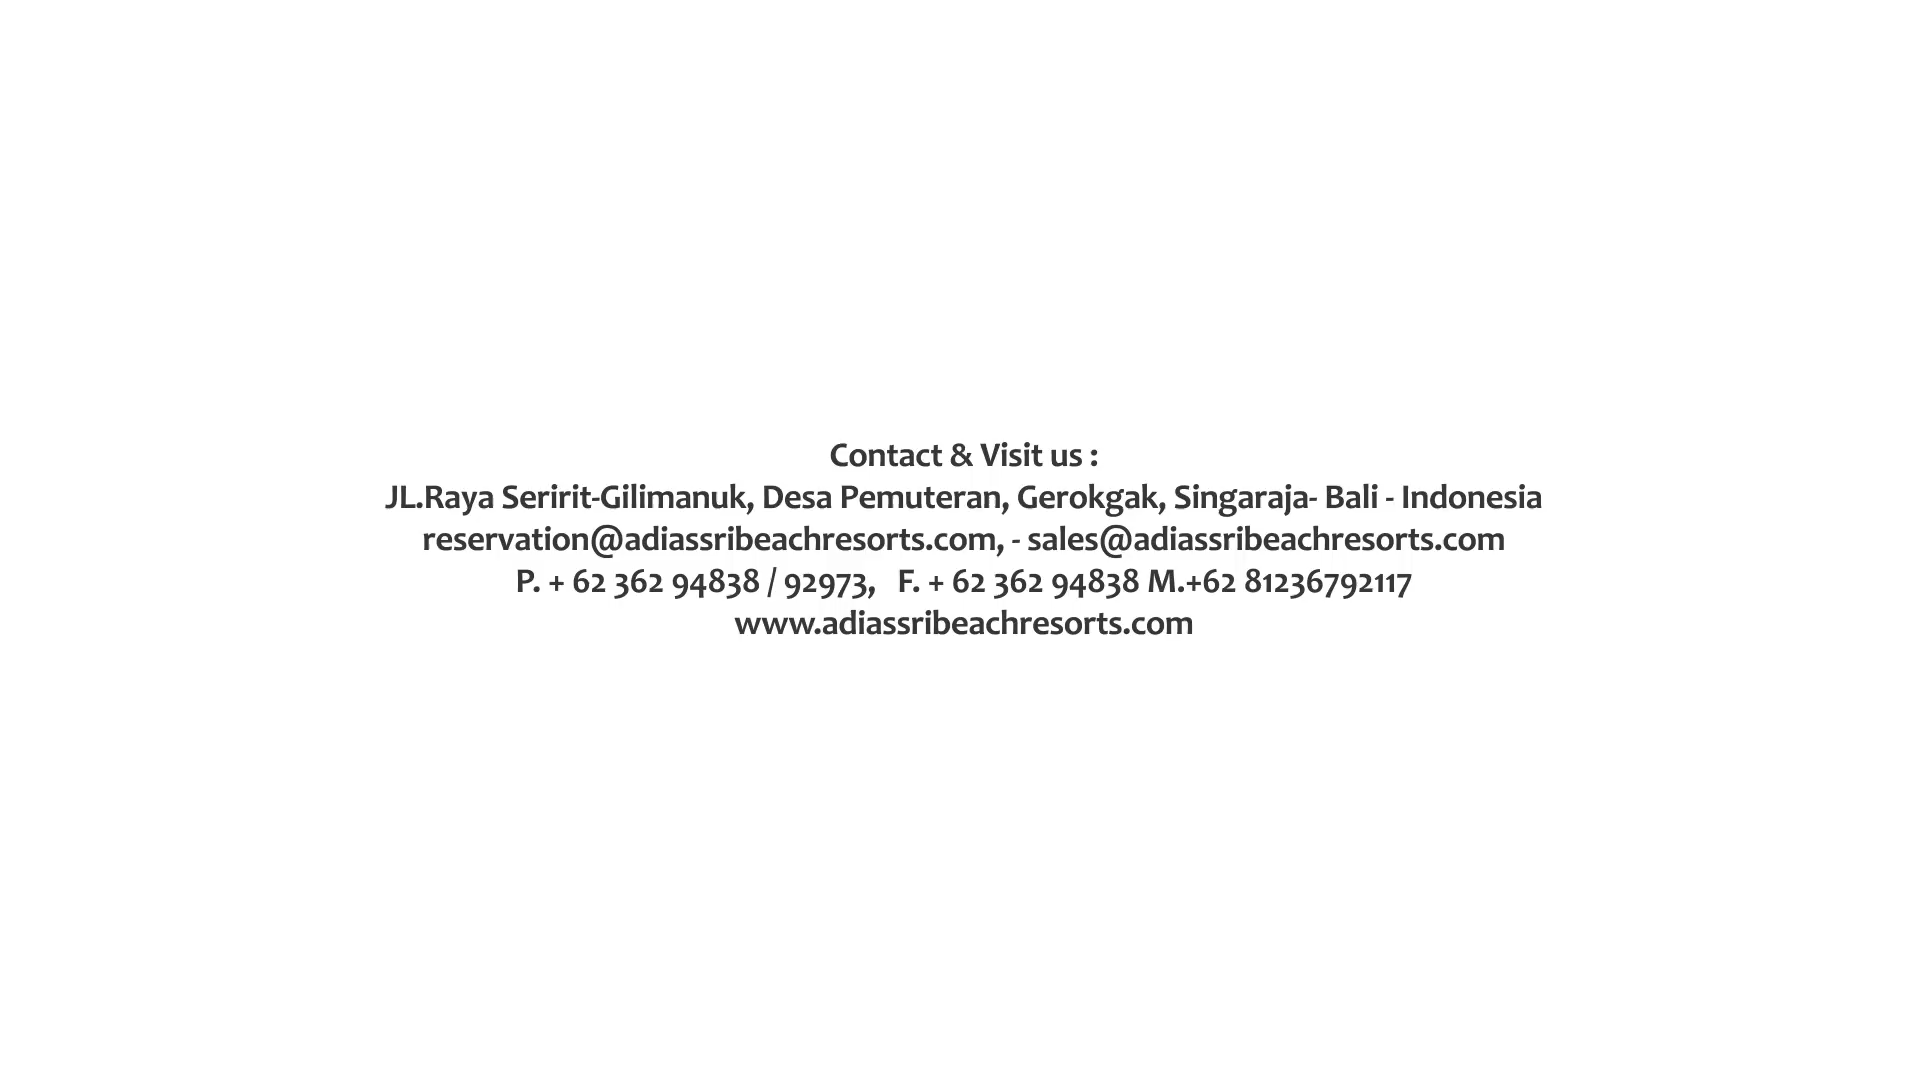 Contact & Visit us :
JL.Raya Seririt-Gilimanuk, Desa Pemuteran, Gerokgak, Singaraja- Bali - Indonesia
reservation@adiassribeachresorts.com, - sales@adiassribeachresorts.com
P. + 62 362 94838 / 92973,   F. + 62 362 94838 M.+62 81236792117
www.adiassribeachresorts.com